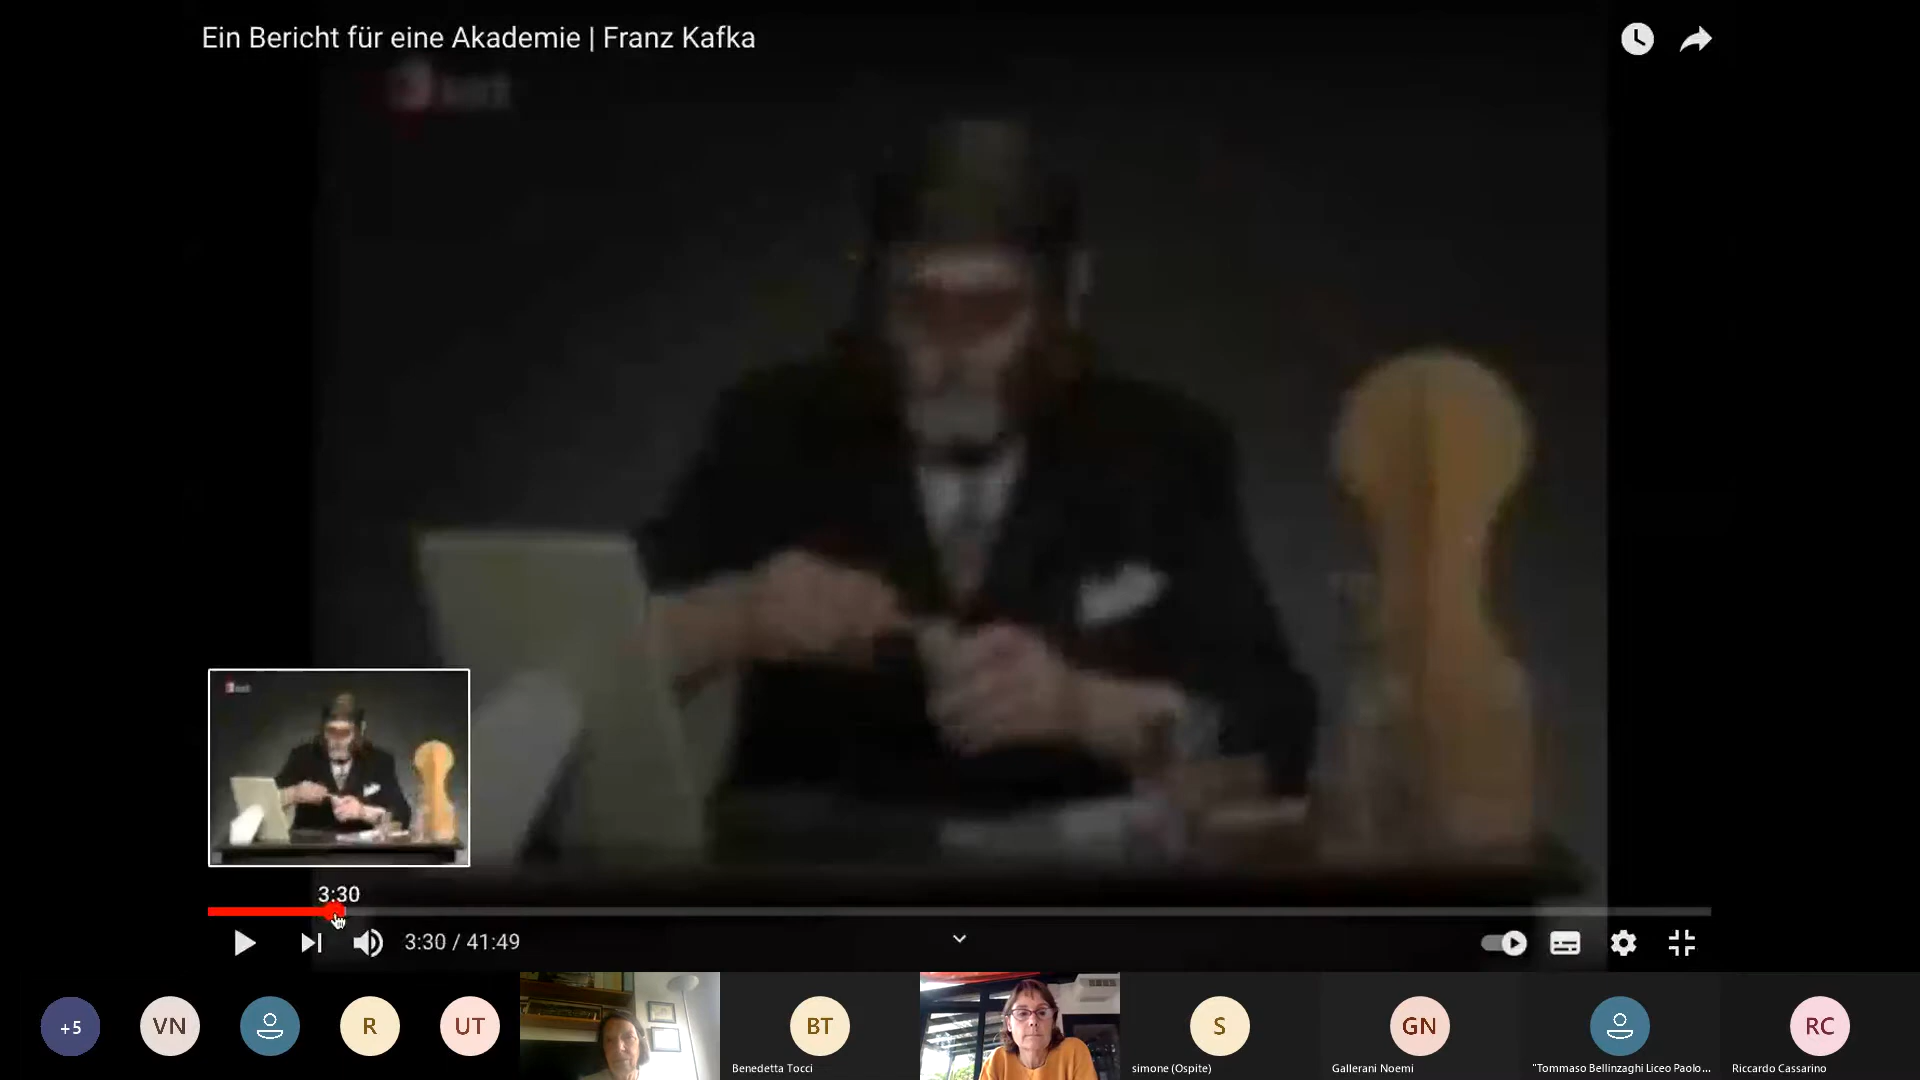 Ein Bericht für eine Akademie | Franz Kafka
3:30
3:30 / 41:49
+5
VN
R
UT
BT
S
GN
RC
Benedetta Tocci
simone (Ospite)
Gallerani Noemi
"Tommaso Bellinzaghi Liceo Paolo...
Riccardo Cassarino